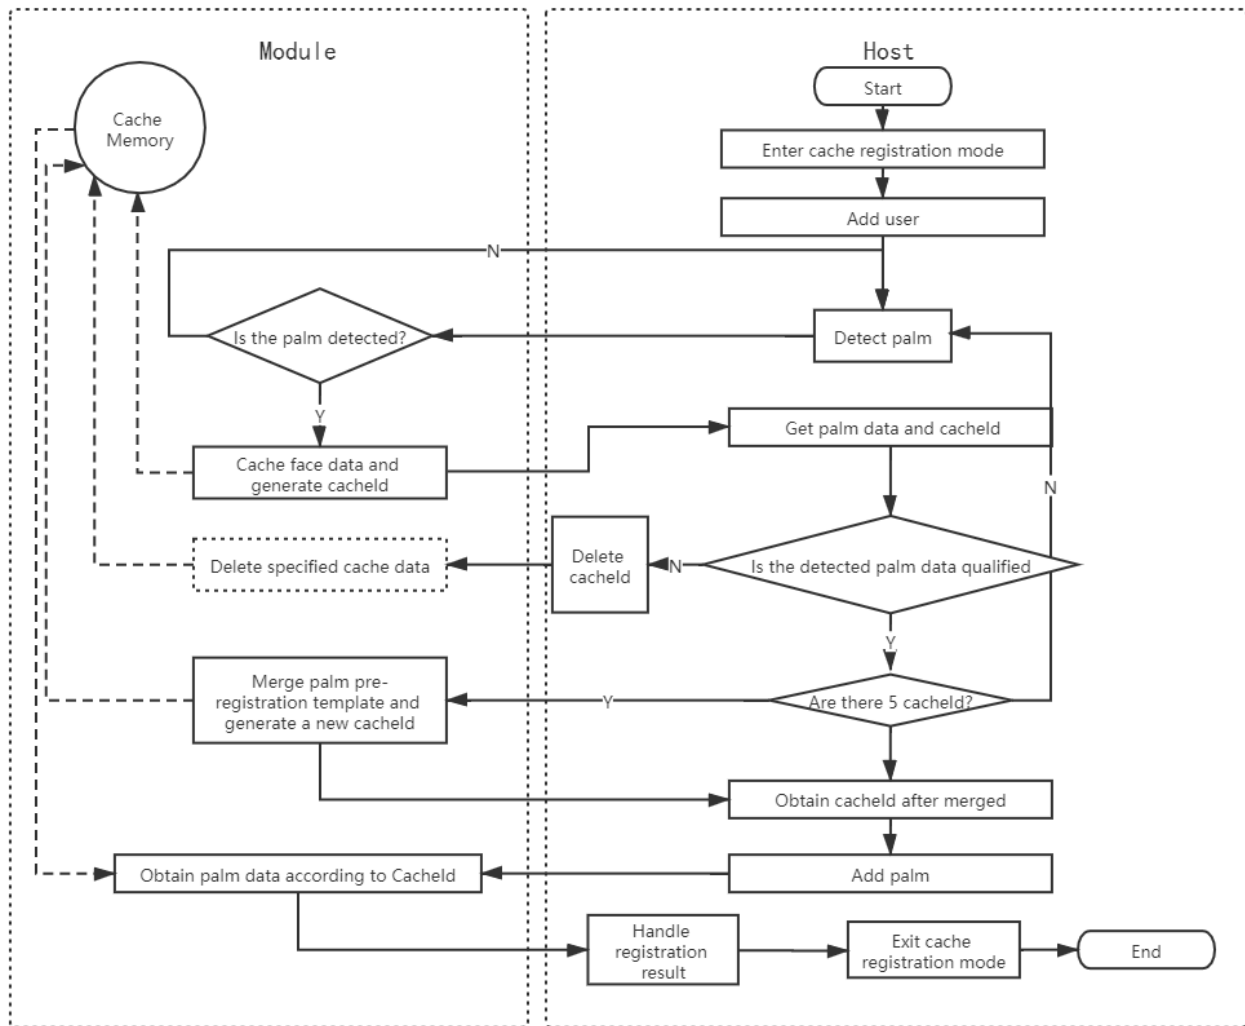 Module
Host
Cache
Memory
Start
Enter cache registration mode
Add user
N
Is the palm detected?
Detect palm
Y
Get palm data and cacheId
Cache face data and
generate cacheId
N
Delete specified cache data
Delete
cacheId
N
Is the detected palm data qualified
Y
Merge palm pre-
registration template and
generate a new cacheId
Y
Are there 5 cacheId?
Obtain cacheId after merged
Obtain palm data according to CacheId
Add palm
Handle
registration
result
Exit cache
registration mode
End